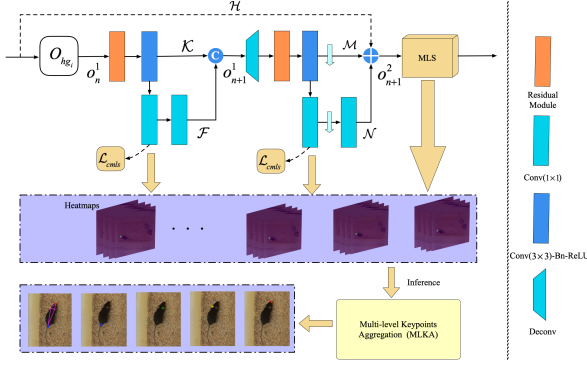 H
O_{hg_i}
o_n^1
K
C
o_{n+1}^1
M
o_{n+1}^2
MLS
F
N
L_{cmls}
L_{cmls}
Heatmaps
. . .
Inference
Multi-level Keypoints
Aggregation (MLKA)
Residual
Module
Conv(1×1)
Conv(3×3)-Bn-ReLU
Deconv